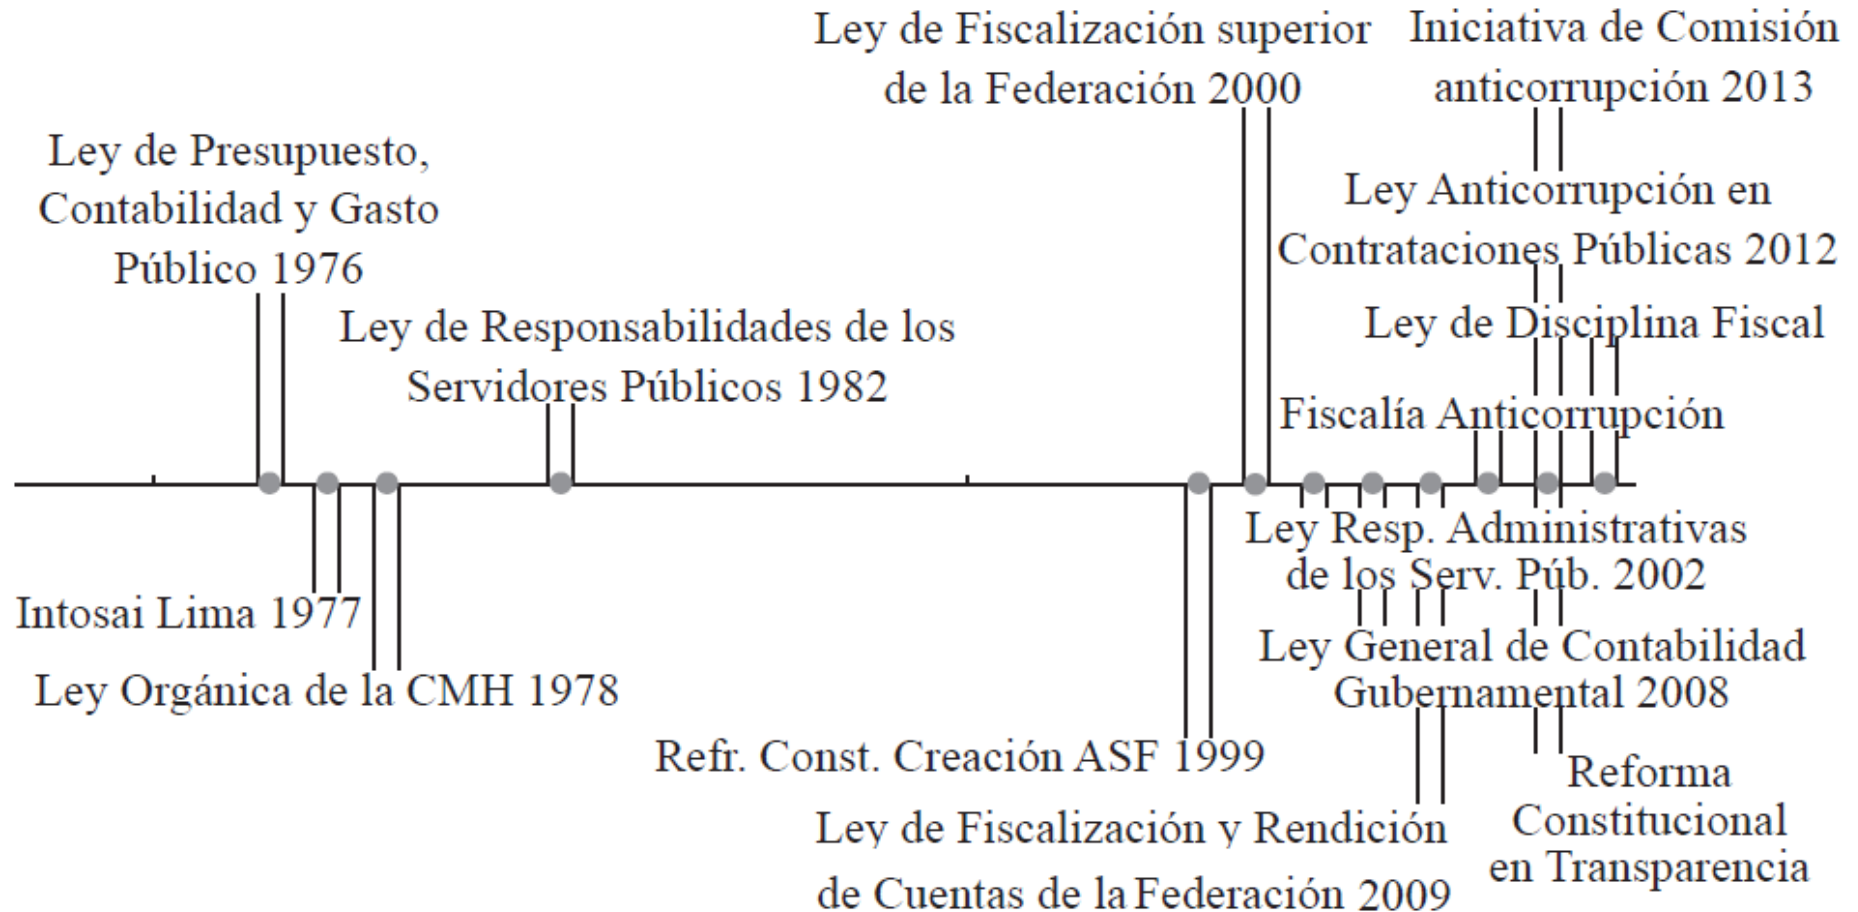 Ley de Fiscalización superior
de la Federación 2000
Iniciativa de Comisión
anticorrupción 2013
Ley de Presupuesto,
Contabilidad y Gasto
Público 1976
Ley Anticorrupción en
Contrataciones Públicas 2012
Ley de Responsabilidades de los
Servidores Públicos 1982
Ley de Disciplina Fiscal
Fiscalía Anticorrupción
Ley Resp. Administrativas
de los Serv. Púb. 2002
Intosai Lima 1977
Ley General de Contabilidad
Gubernamental 2008
Ley Orgánica de la CMH 1978
Refr. Const. Creación ASF 1999
Reforma
Constitucional
en Transparencia
Ley de Fiscalización y Rendición
de Cuentas de la Federación 2009